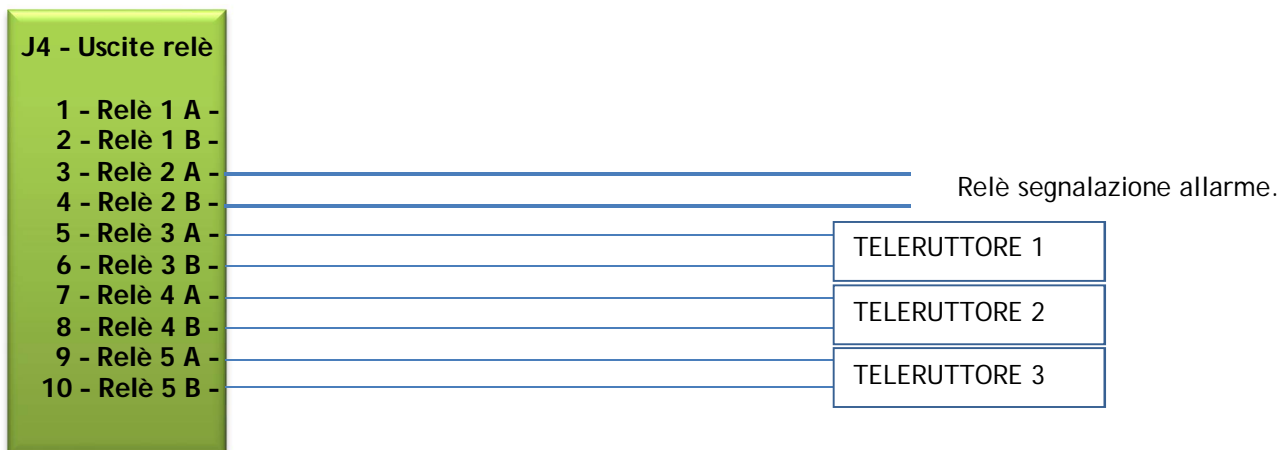 J4 - Uscite relè
1 - Relè 1 A -
2 - Relè 1 B -
3 - Relè 2 A -
4 - Relè 2 B -
5 - Relè 3 A -
6 - Relè 3 B -
7 - Relè 4 A -
8 - Relè 4 B -
9 - Relè 5 A -
10 - Relè 5 B -
Relè segnalazione allarme.
TELERUTTORE 1
TELERUTTORE 2
TELERUTTORE 3